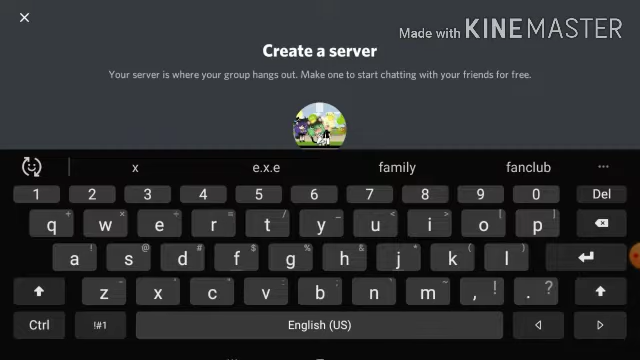 Made with KINEMASTER
Create a server
Your server is where your group hangs out. Make one to start chatting with your friends for free.
x e.x.e family fanclub ...
1 2 3 4 5 6 7 8 9 0 Del
q + w × e ÷ r = t / y _ u < i > o [ p ]
a ! s @ d # f $ g % h & j * k ( l )
z - x ' c " v : b ; n , m ~ , ! . ?
Ctrl !#1 English (US)